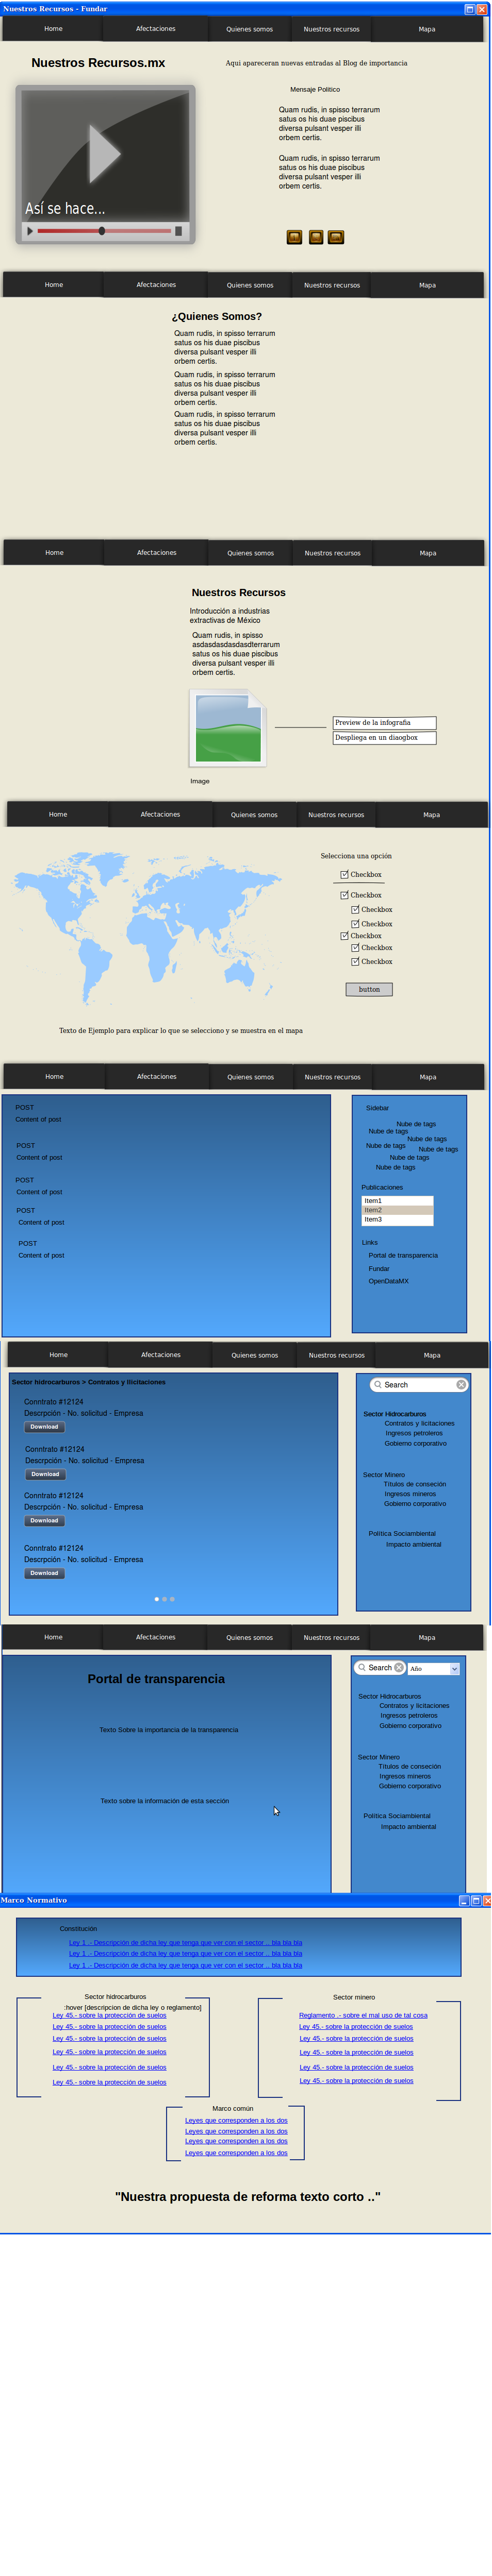 Nuestros Recursos - Fundar
Home Afectaciones Quienes somos Nuestros recursos Mapa
Nuestros Recursos.mx
Aqui apareceran nuevas entradas al Blog de importancia
Mensaje Politico
Quam rudis, in spisso terrarum
satus os his duae piscibus
diversa pulsant vesper illi
orbem certis.
Quam rudis, in spisso terrarum
satus os his duae piscibus
diversa pulsant vesper illi
orbem certis.
Así se hace...
Home Afectaciones Quienes somos Nuestros recursos Mapa
¿Quienes Somos?
Quam rudis, in spisso terrarum
satus os his duae piscibus
diversa pulsant vesper illi
orbem certis.
Quam rudis, in spisso terrarum
satus os his duae piscibus
diversa pulsant vesper illi
orbem certis.
Quam rudis, in spisso terrarum
satus os his duae piscibus
diversa pulsant vesper illi
orbem certis.
Home Afectaciones Quienes somos Nuestros recursos Mapa
Nuestros Recursos
Introducción a industrias
extractivas de México
Quam rudis, in spisso
asdasdasdasdasdterrarum
satus os his duae piscibus
diversa pulsant vesper illi
orbem certis.
Preview de la infografia
Despliega en un diaogbox
Image
Home Afectaciones Quienes somos Nuestros recursos Mapa
Selecciona una opción
Checkbox
Checkbox
Checkbox
Checkbox
Checkbox
Checkbox
Checkbox
button
Texto de Ejemplo para explicar lo que se selecciono y se muestra en el mapa
Home Afectaciones Quienes somos Nuestros recursos Mapa
POST
Content of post
POST
Content of post
POST
Content of post
POST
Content of post
POST
Content of post
Sidebar
Nube de tags
Nube de tags
Nube de tags
Nube de tags
Nube de tags
Nube de tags
Nube de tags
Publicaciones
Item1
Item2
Item3
Links
Portal de transparencia
Fundar
OpenDataMX
Home Afectaciones Quienes somos Nuestros recursos Mapa
Sector hidrocarburos > Contratos y ilicitaciones
Conntrato #12124
Descrpción - No. solicitud - Empresa
Download
Conntrato #12124
Descrpción - No. solicitud - Empresa
Download
Conntrato #12124
Descrpción - No. solicitud - Empresa
Download
Conntrato #12124
Descrpción - No. solicitud - Empresa
Download
Search
Sector Hidrocarburos
Contratos y licitaciones
Ingresos petroleros
Gobierno corporativo
Sector Minero
Títulos de conseción
Ingresos mineros
Gobierno corporativo
Política Sociambiental
Impacto ambiental
Home Afectaciones Quienes somos Nuestros recursos Mapa
Portal de transparencia
Texto Sobre la importancia de la transparencia
Texto sobre la información de esta sección
Search Año
Sector Hidrocarburos
Contratos y licitaciones
Ingresos petroleros
Gobierno corporativo
Sector Minero
Títulos de conseción
Ingresos mineros
Gobierno corporativo
Política Sociambiental
Impacto ambiental
Marco Normativo
Constitución
Ley 1 .- Descripción de dicha ley que tenga que ver con el sector .. bla bla bla
Ley 1 .- Descripción de dicha ley que tenga que ver con el sector .. bla bla bla
Ley 1 .- Descripción de dicha ley que tenga que ver con el sector .. bla bla bla
Sector hidrocarburos
:hover [descripcion de dicha ley o reglamento]
Ley 45.- sobre la protección de suelos
Ley 45.- sobre la protección de suelos
Ley 45.- sobre la protección de suelos
Ley 45.- sobre la protección de suelos
Ley 45.- sobre la protección de suelos
Ley 45.- sobre la protección de suelos
Sector minero
Reglamento .- sobre el mal uso de tal cosa
Ley 45.- sobre la protección de suelos
Ley 45.- sobre la protección de suelos
Ley 45.- sobre la protección de suelos
Ley 45.- sobre la protección de suelos
Ley 45.- sobre la protección de suelos
Marco común
Leyes que corresponden a los dos
Leyes que corresponden a los dos
Leyes que corresponden a los dos
Leyes que corresponden a los dos
"Nuestra propuesta de reforma texto corto .."